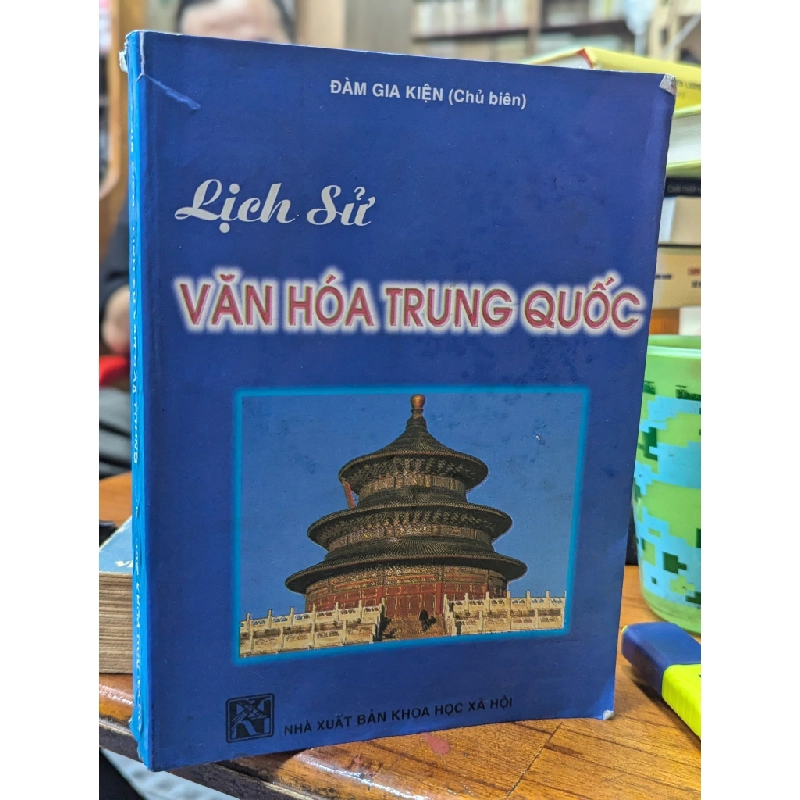 ĐÀM GIA KIỆN (Chủ biên)
Lịch Sử
VĂN HÓA TRUNG QUỐC
NHÀ XUẤT BẢN KHOA HỌC XÃ HỘI